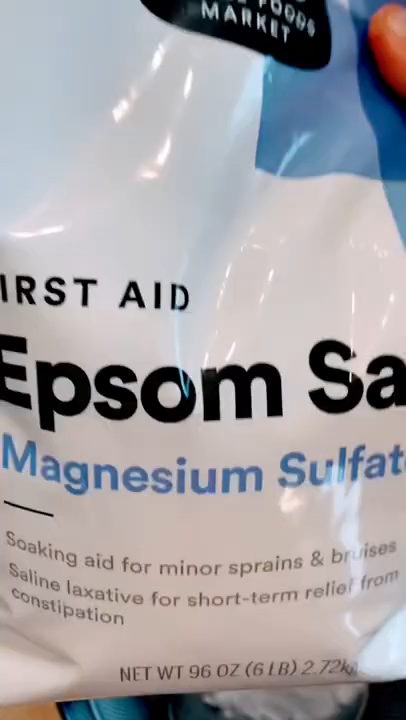 FOODS
MARKET
IRST AID
Epsom Sa
Magnesium Sulfat
Soaking aid for minor sprains & bruises
Saline laxative for short-term relief from
constipation
NET WT 96 OZ (6 LB) 2.72kg